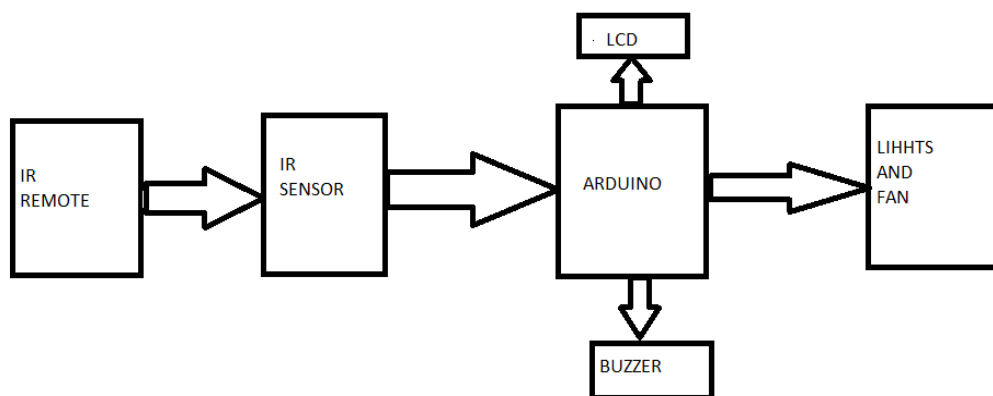 LCD
IR
REMOTE
IR
SENSOR
ARDUINO
LIHHTS
AND
FAN
BUZZER